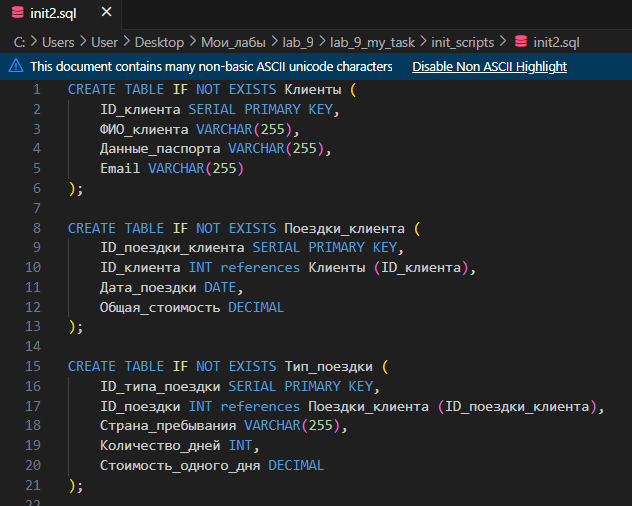 init2.sql
C: > Users > User > Desktop > Мои_лабы > lab_9 > lab_9_my_task > init_scripts > init2.sql
This document contains many non-basic ASCII unicode characters Disable Non ASCII Highlight
1 CREATE TABLE IF NOT EXISTS Клиенты (
2 ID_клиента SERIAL PRIMARY KEY,
3 ФИО_клиента VARCHAR(255),
4 Данные_паспорта VARCHAR(255),
5 Email VARCHAR(255)
6 );
7
8 CREATE TABLE IF NOT EXISTS Поездки_клиента (
9 ID_поездки_клиента SERIAL PRIMARY KEY,
10 ID_клиента INT references Клиенты (ID_клиента),
11 Дата_поездки DATE,
12 Общая_стоимость DECIMAL
13 );
14
15 CREATE TABLE IF NOT EXISTS Тип_поездки (
16 ID_типа_поездки SERIAL PRIMARY KEY,
17 ID_поездки INT references Поездки_клиента (ID_поездки_клиента),
18 Страна_пребывания VARCHAR(255),
19 Количество_дней INT,
20 Стоимость_одного_дня DECIMAL
21 );
22